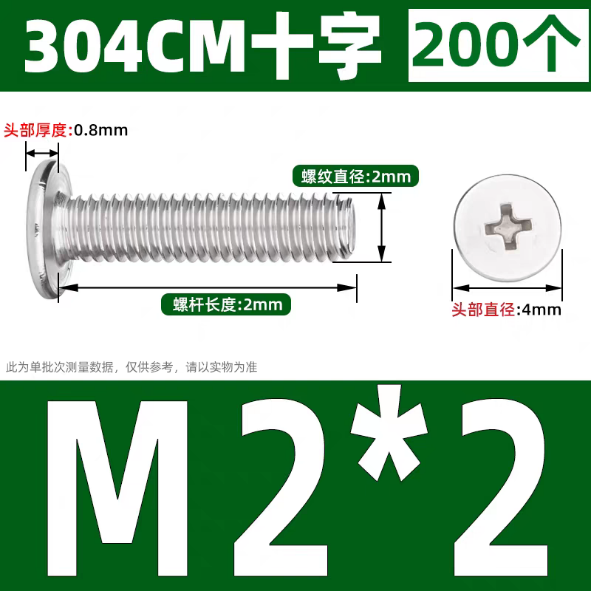 304CM十字 200个
头部厚度:0.8mm
螺纹直径:2mm
螺杆长度:2mm
头部直径:4mm
此为单批次测量数据，仅供参考，请以实物为准
M2*2